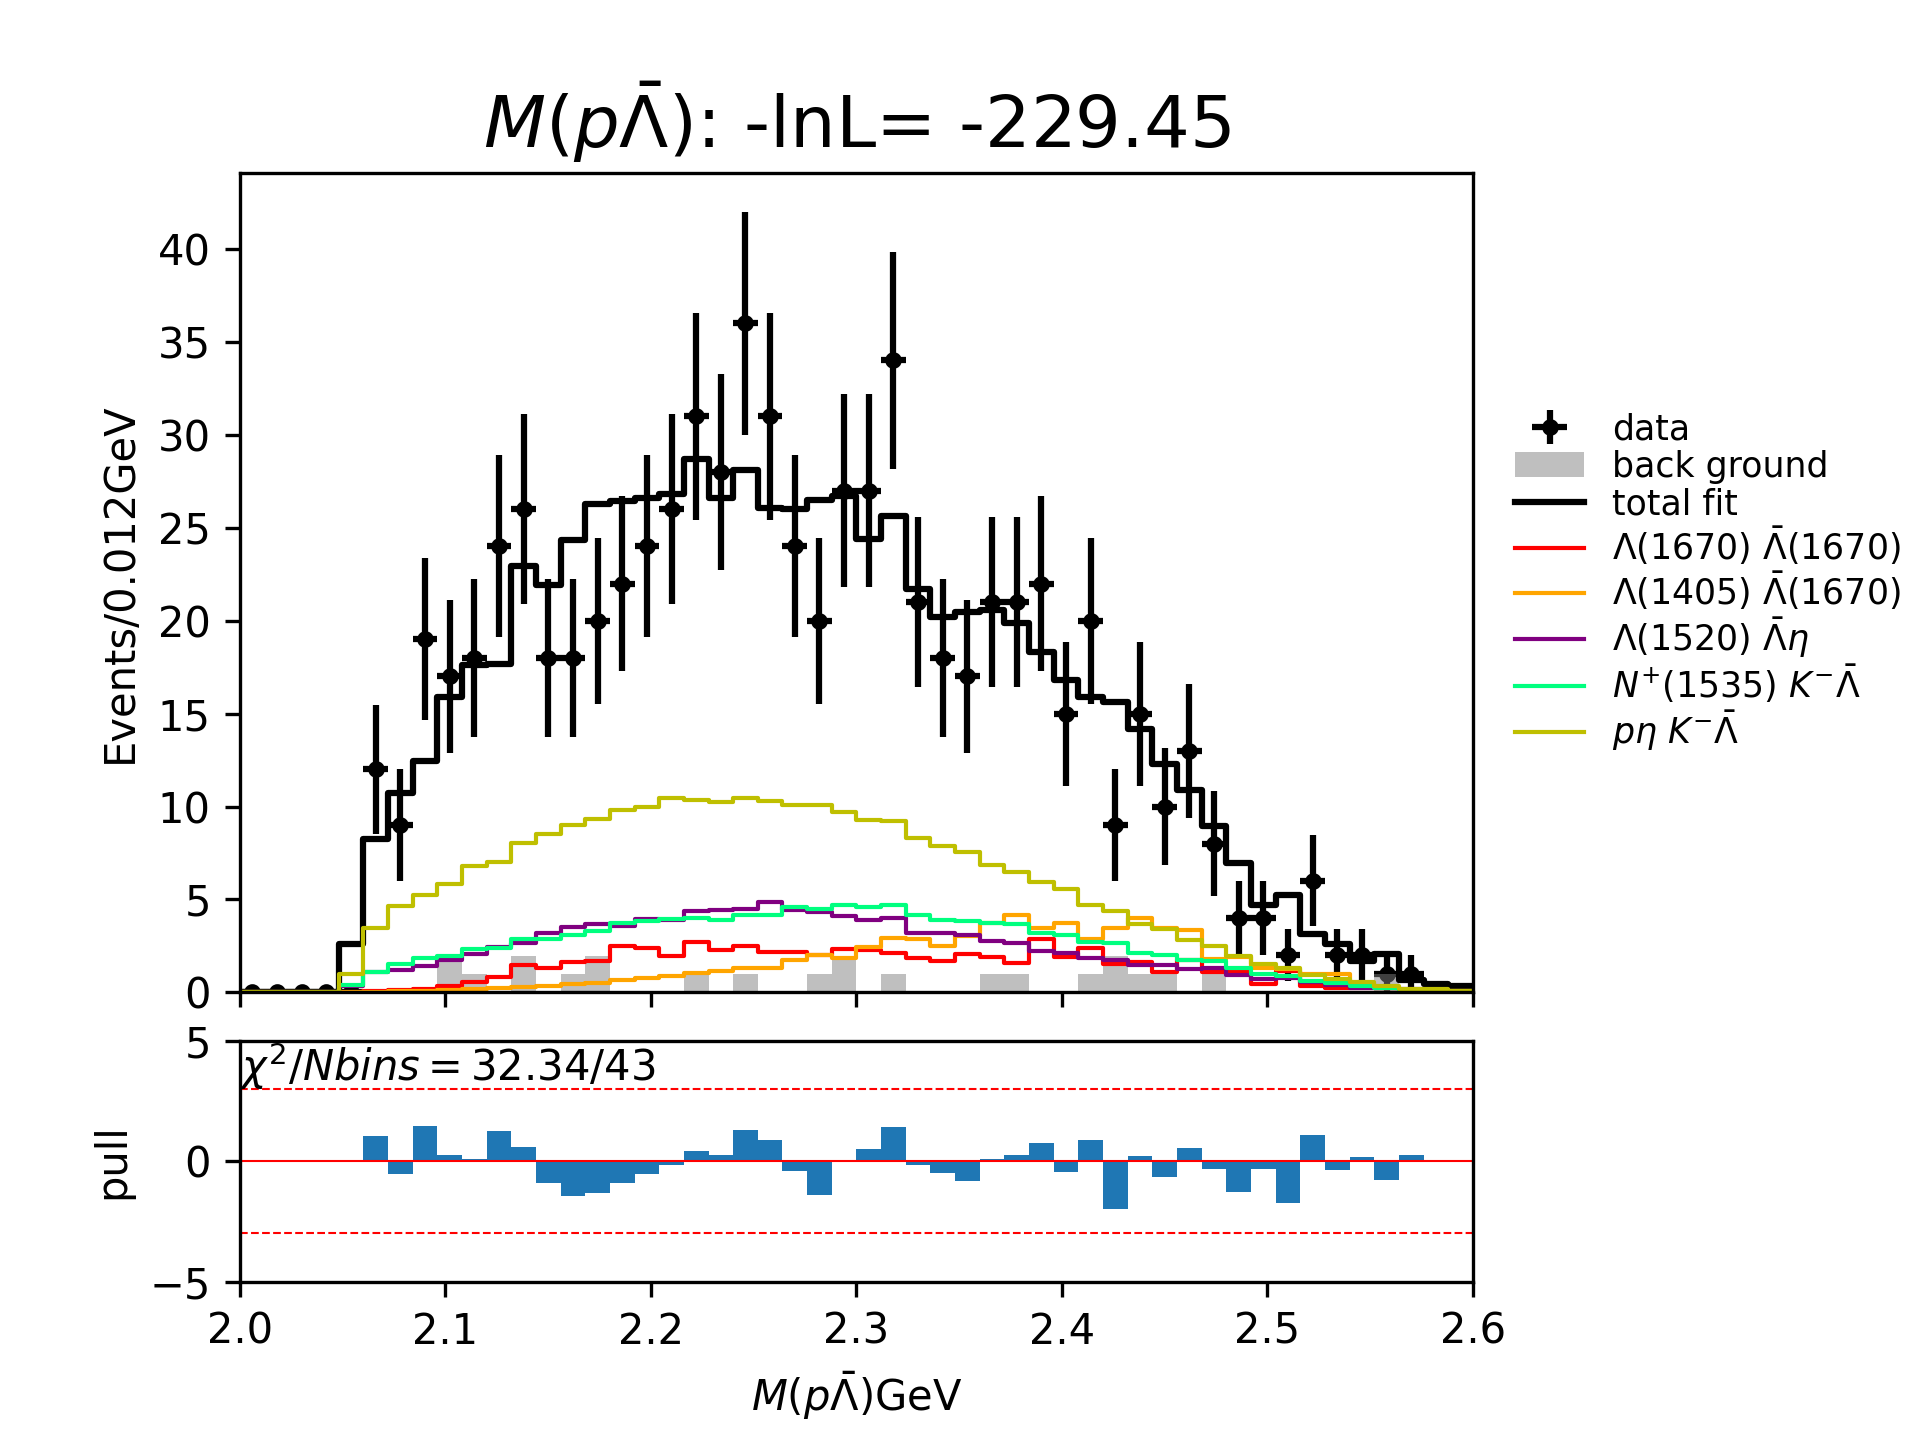 M(pΛ̄): -lnL= -229.45
Events/0.012GeV
40
35
30
25
20
15
10
5
0
data
back ground
total fit
Λ(1670) Λ̄(1670)
Λ(1405) Λ̄(1670)
Λ(1520) Λ̄η
N⁺(1535) K⁻Λ̄
pη K⁻Λ̄
χ²/Nbins = 32.34/43
pull
5
0
−5
2.0 2.1 2.2 2.3 2.4 2.5 2.6
M(pΛ̄)GeV